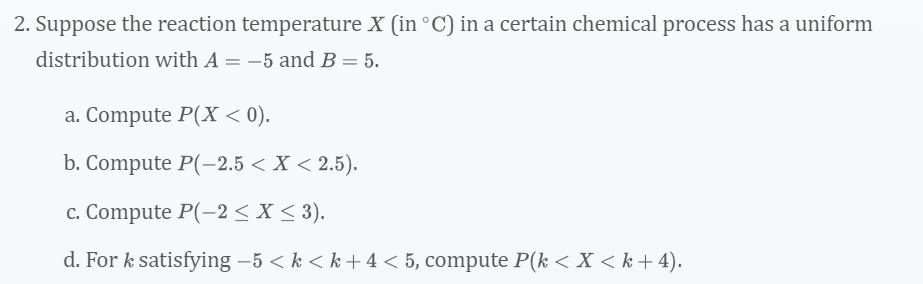 2. Suppose the reaction temperature X (in °C) in a certain chemical process has a uniform
distribution with A = −5 and B = 5.
a. Compute P(X < 0).
b. Compute P(−2.5 < X < 2.5).
c. Compute P(−2 ≤ X ≤ 3).
d. For k satisfying −5 < k < k + 4 < 5, compute P(k < X < k + 4).